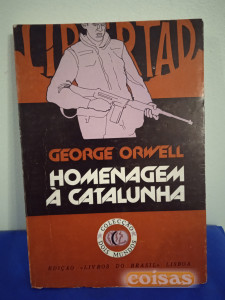 LIBERTAD
GEORGE ORWELL
HOMENAGEM
À CATALUNHA
COLECÇÃO
DOIS MUNDOS
EDIÇÃO «LIVROS DO BRASIL» LISBOA
coisas